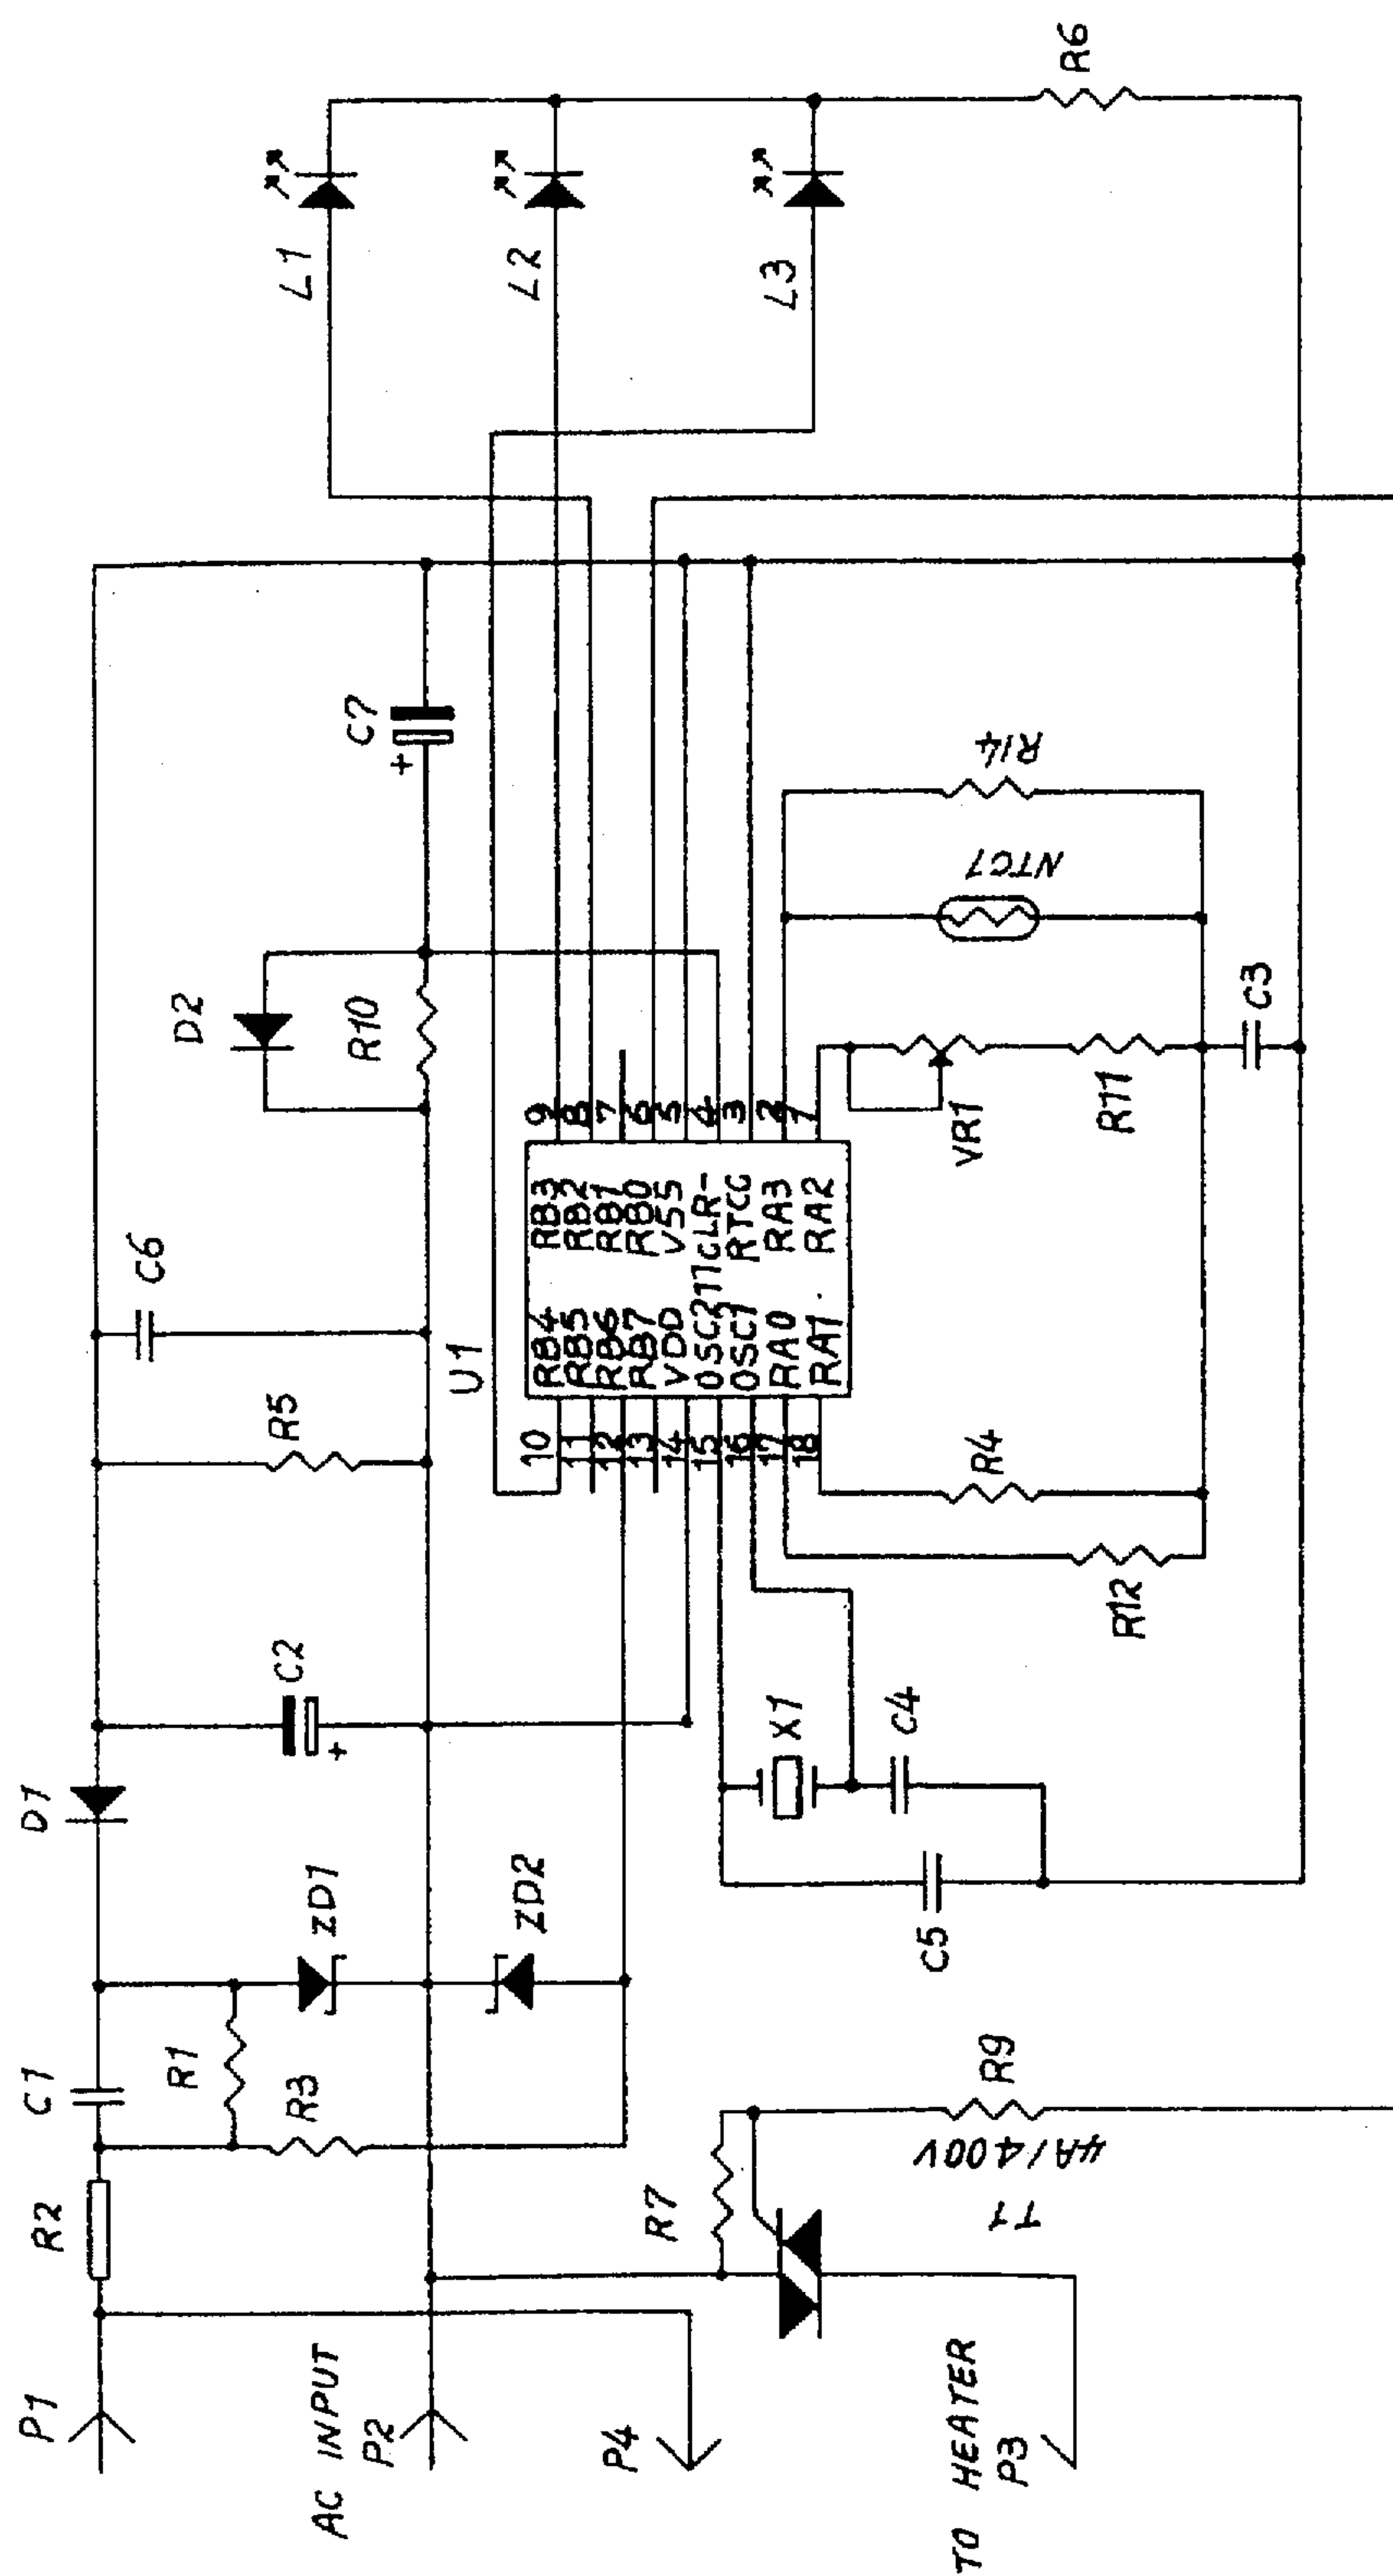 P1
R2
C1
D1
C2
R5
C6
D2
R10
C7
L1
L2
L3
R6
AC INPUT
P2
R1
R3
ZD1
ZD2
U1
RB4
RB5
RB6
RB7
VDD
OSC2
OSC1
RA0
RA1
RB3
RB2
RB1
RB0
VSS
RTCC
RA3
RA2
10
11
12
13
14
15
16
17
18
9
8
7
6
5
4
3
2
1
P4
R7
T1
R9
C5
X1
C4
R12
R4
VR1
R11
C3
NTC1
R14
TO HEATER
P3